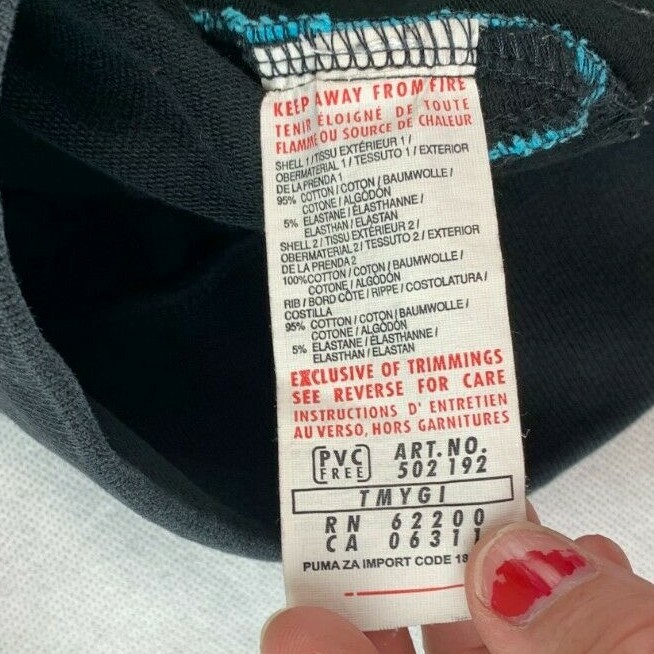 KEEP AWAY FROM FIRE
TENIR ÉLOIGNÉ DE TOUTE
FLAMME OU SOURCE DE CHALEUR
SHELL 1 / TISSU EXTÉRIEUR 1 /
OBERMATERIAL 1 / TESSUTO 1 / EXTERIOR
DE LA PRENDA 1
95% COTTON / COTON / BAUMWOLLE /
COTONE / ALGODÓN
5% ELASTANE / ÉLASTHANNE /
ELASTHAN / ELASTAN
SHELL 2 / TISSU EXTÉRIEUR 2 /
OBERMATERIAL 2 / TESSUTO 2 / EXTERIOR
DE LA PRENDA 2
100% COTTON / COTON / BAUMWOLLE /
COTONE / ALGODÓN
RIB / BORD CÔTE / RIPPE / COSTOLATURA /
COSTILLA
95% COTTON / COTON / BAUMWOLLE /
COTONE / ALGODÓN
5% ELASTANE / ÉLASTHANNE /
ELASTHAN / ELASTAN
EXCLUSIVE OF TRIMMINGS
SEE REVERSE FOR CARE
INSTRUCTIONS D' ENTRETIEN
AU VERSO, HORS GARNITURES
PVC FREE
ART. NO.
502 192
TMYGI
RN 62200
CA 06311
PUMA ZA IMPORT CODE 18